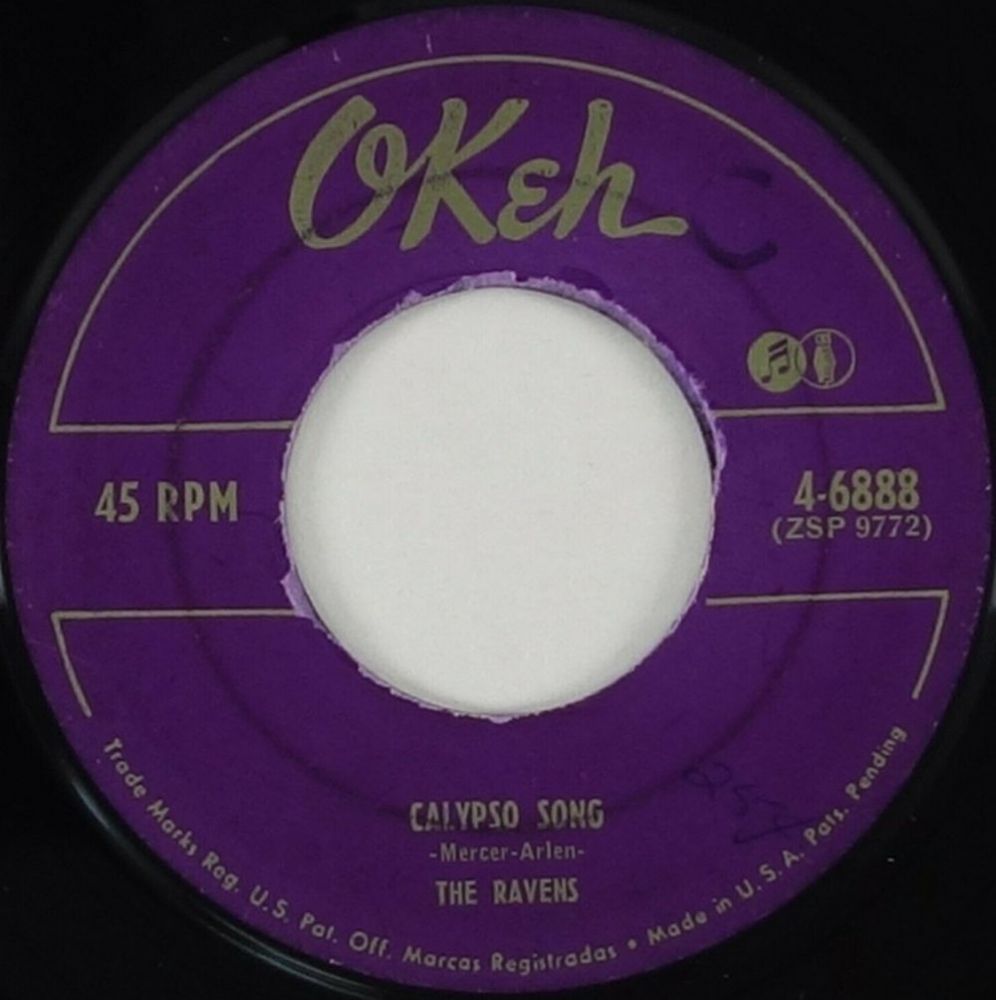 OKeh
45 RPM
4-6888
(ZSP 9772)
CALYPSO SONG
-Mercer-Arlen-
THE RAVENS
Trade Marks Reg. U.S. Pat. Off. Marcas Registradas • Made in U.S.A. Pats. Pending